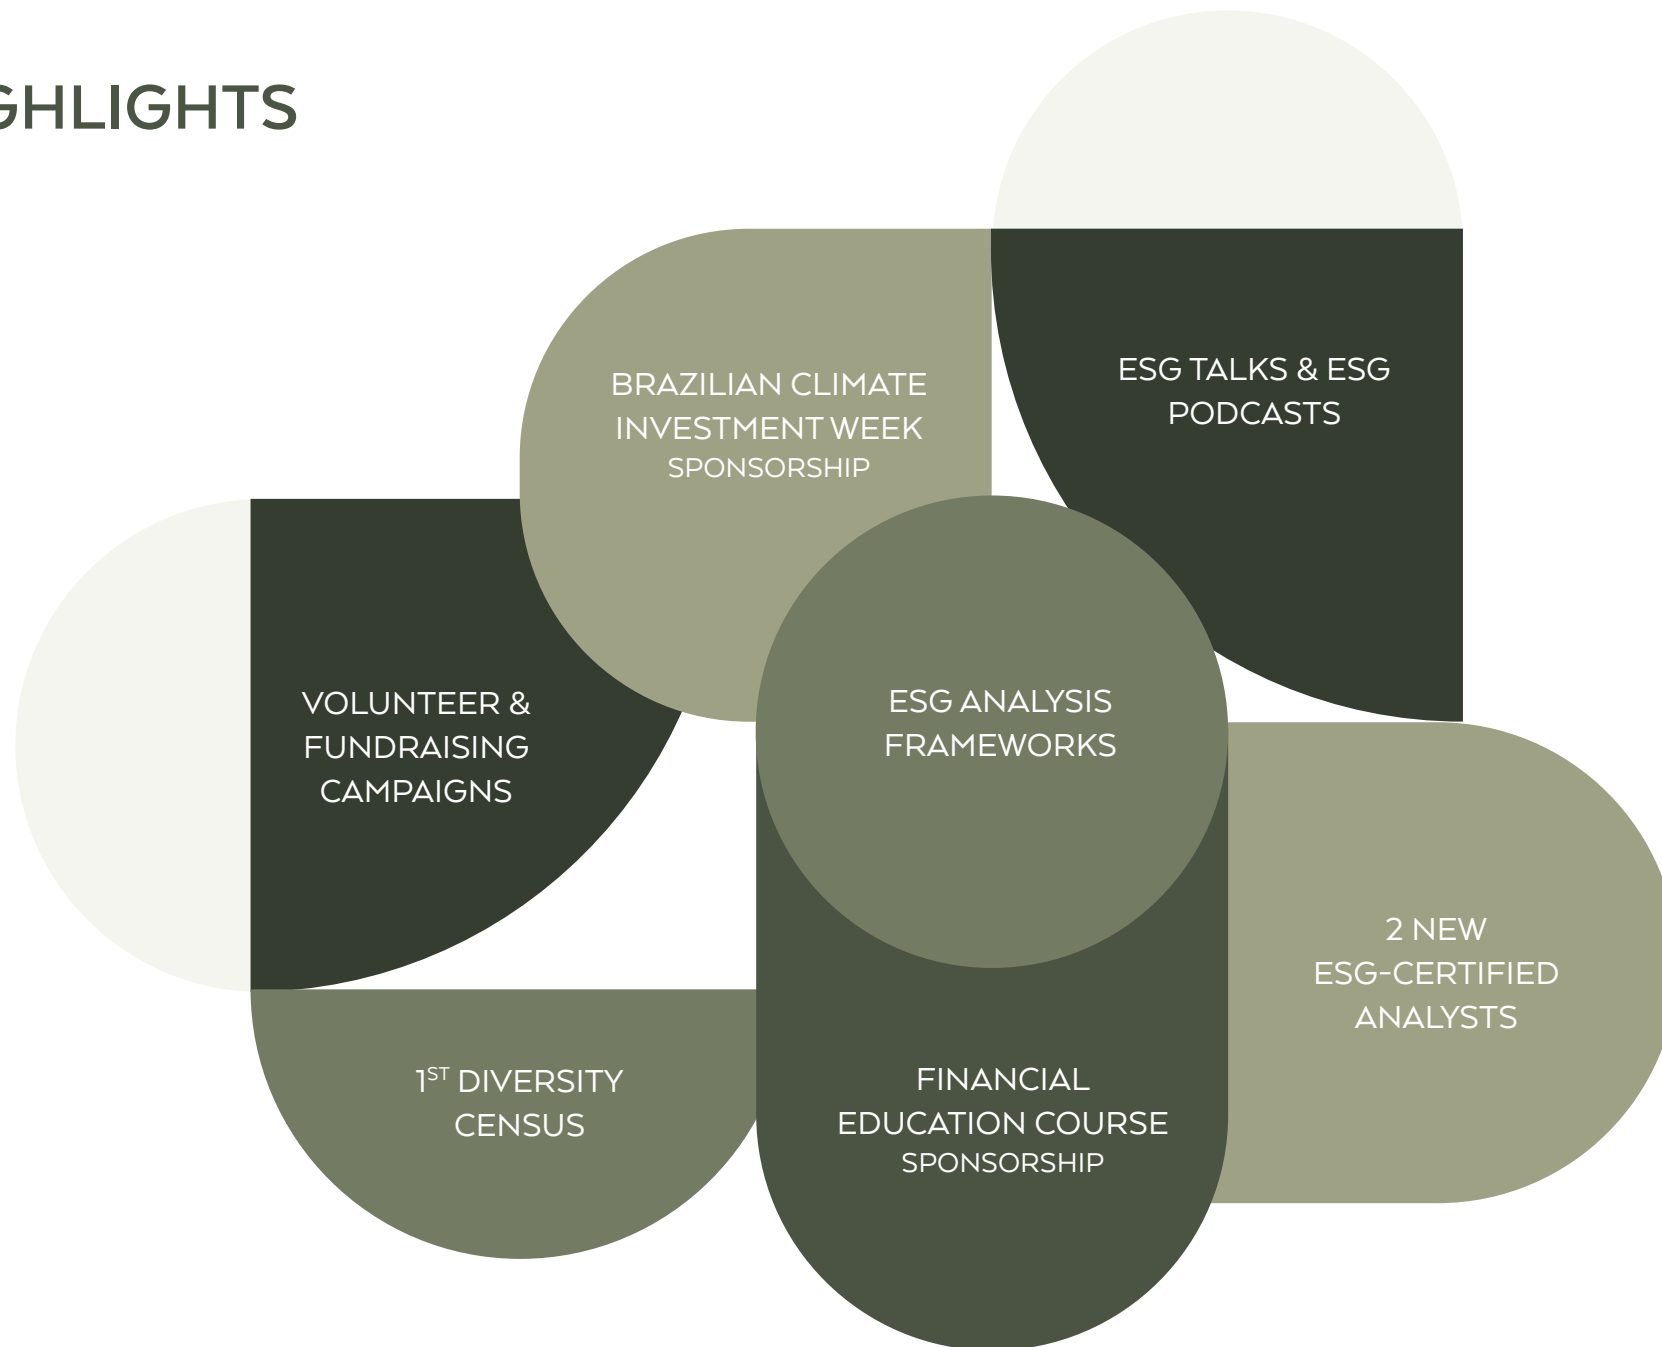 GHLIGHTS
BRAZILIAN CLIMATE
INVESTMENT WEEK
SPONSORSHIP
ESG TALKS & ESG
PODCASTS
VOLUNTEER &
FUNDRAISING
CAMPAIGNS
ESG ANALYSIS
FRAMEWORKS
2 NEW
ESG-CERTIFIED
ANALYSTS
1ST DIVERSITY
CENSUS
FINANCIAL
EDUCATION COURSE
SPONSORSHIP